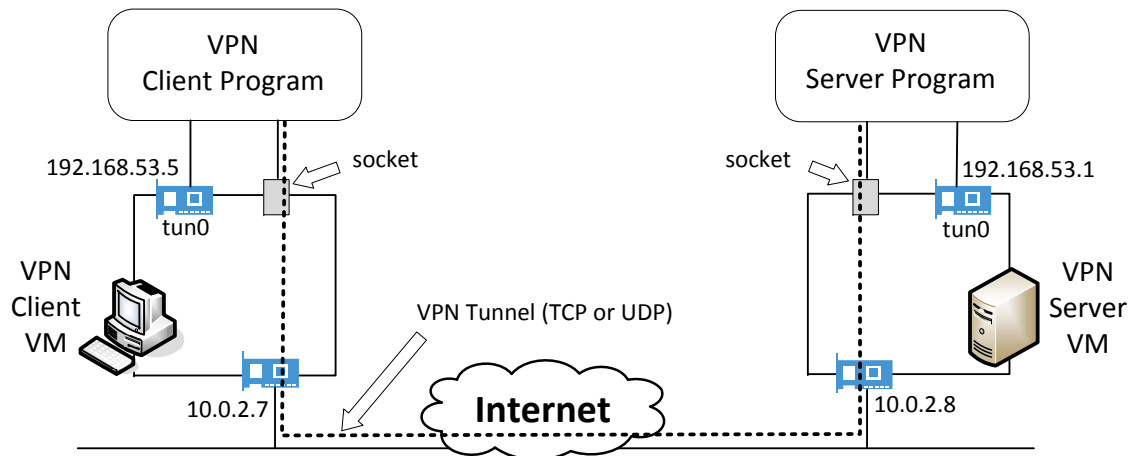 VPN
Client Program
VPN
Server Program
192.168.53.5
socket
socket
192.168.53.1
tun0
tun0
VPN
Client
VM
VPN Tunnel (TCP or UDP)
VPN
Server
VM
10.0.2.7
Internet
10.0.2.8